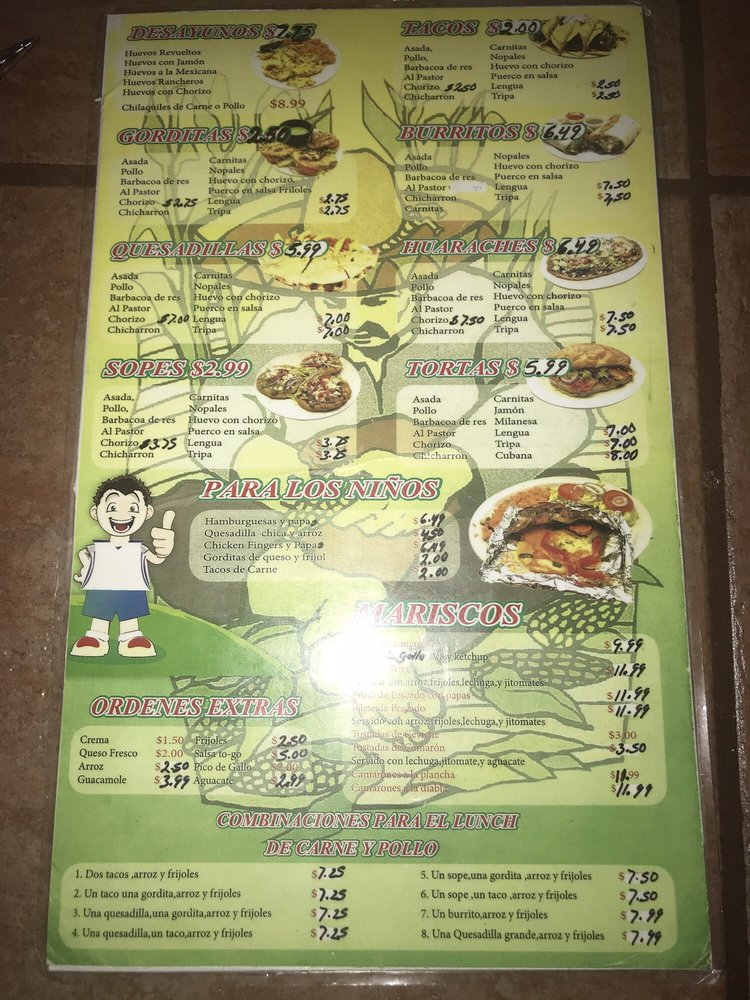 DESAYUNOS $7.75
Huevos Revueltos
Huevos con Jamón
Huevos a la Mexicana
Huevos Rancheros
Huevos con Chorizo
Chilaquiles de Carne o Pollo $8.99
TACOS $2.00
Asada, Carnitas
Pollo, Nopales
Barbacoa de res Huevo con chorizo
Al Pastor Puerco en salsa
Chorizo $2.50 Lengua $2.50
Chicharron Tripa $2.50
GORDITAS $2.50
Asada Carnitas
Pollo Nopales
Barbacoa de res Huevo con chorizo,
Al Pastor Puerco en salsa Friloles
Chorizo $2.75 Lengua $2.75
Chicharron Tripa $2.75
BURRITOS $6.49
Asada Nopales
Pollo Huevo con chorizo
Barbacoa de res Puerco en salsa
Al Pastor Lengua $7.50
Chorizo Tripa $7.50
Chicharron
Carnitas
QUESADILLAS $5.99
Asada Carnitas
Pollo Nopales
Barbacoa de res Huevo con chorizo
Al Pastor Puerco en salsa
Chorizo $7.00 Lengua $7.00
Chicharron Tripa $7.00
HUARACHES $6.49
Asada Carnitas
Pollo Nopales
Barbacoa de res Huevo con chorizo
Al Pastor Puerco en salsa
Chorizo $7.50 Lengua $7.50
Chicharron Tripa $7.50
SOPES $2.99
Asada, Carnitas
Pollo, Nopales
Barbacoa de res Huevo con chorizo
Al Pastor Puerco en salsa
Chorizo $3.75 Lengua $3.25
Chicharron Tripa $3.25
TORTAS $5.99
Asada Carnitas
Pollo Jamón
Barbacoa de res Milanesa
Al Pastor Lengua $7.00
Chorizo Tripa $7.00
Chicharron Cubana $8.00
PARA LOS NIÑOS
Hamburguesas y papas $6.49
Quesadilla chica y arroz $4.50
Chicken Fingers y Papas $6.49
Gorditas de queso y frijol $2.00
Tacos de Carne 2.00
MARISCOS
$9.99
gallo V8 y ketchup
$11.99
con arroz,frijoles,lechuga,y jitomates
Filete de Pescado con papas $11.99
Filete de Pescado $11.99
Servido con arroz,frijoles,lechuga,y jitomates
Tostadas de Ceviche $3.00
Tostadas de Camarón $3.50
Servido con lechuga,jitomate,y aguacate
Camarones a la plancha $11.99
Camarones a la diabla $11.99
ORDENES EXTRAS
Crema $1.50 Frijoles $2.50
Queso Fresco $2.00 Salsa to-go $5.00
Arroz $2.50 Pico de Gallo $2.00
Guacamole $3.99 Aguacate $2.99
COMBINACIONES PARA EL LUNCH
DE CARNE Y POLLO
1. Dos tacos ,arroz y frijoles $7.25
2. Un taco una gordita,arroz y frijoles $7.25
3. Una quesadilla,una gordita,arroz y frijoles $7.25
4. Una quesadilla,un taco,arroz y frijoles $7.25
5. Un sope,una gordita ,arroz y frijoles $7.50
6. Un sope ,un taco ,arroz y frijoles $7.50
7. Un burrito,arroz y frijoles $7.99
8. Una Quesadilla grande,arroz y frijoles $7.99